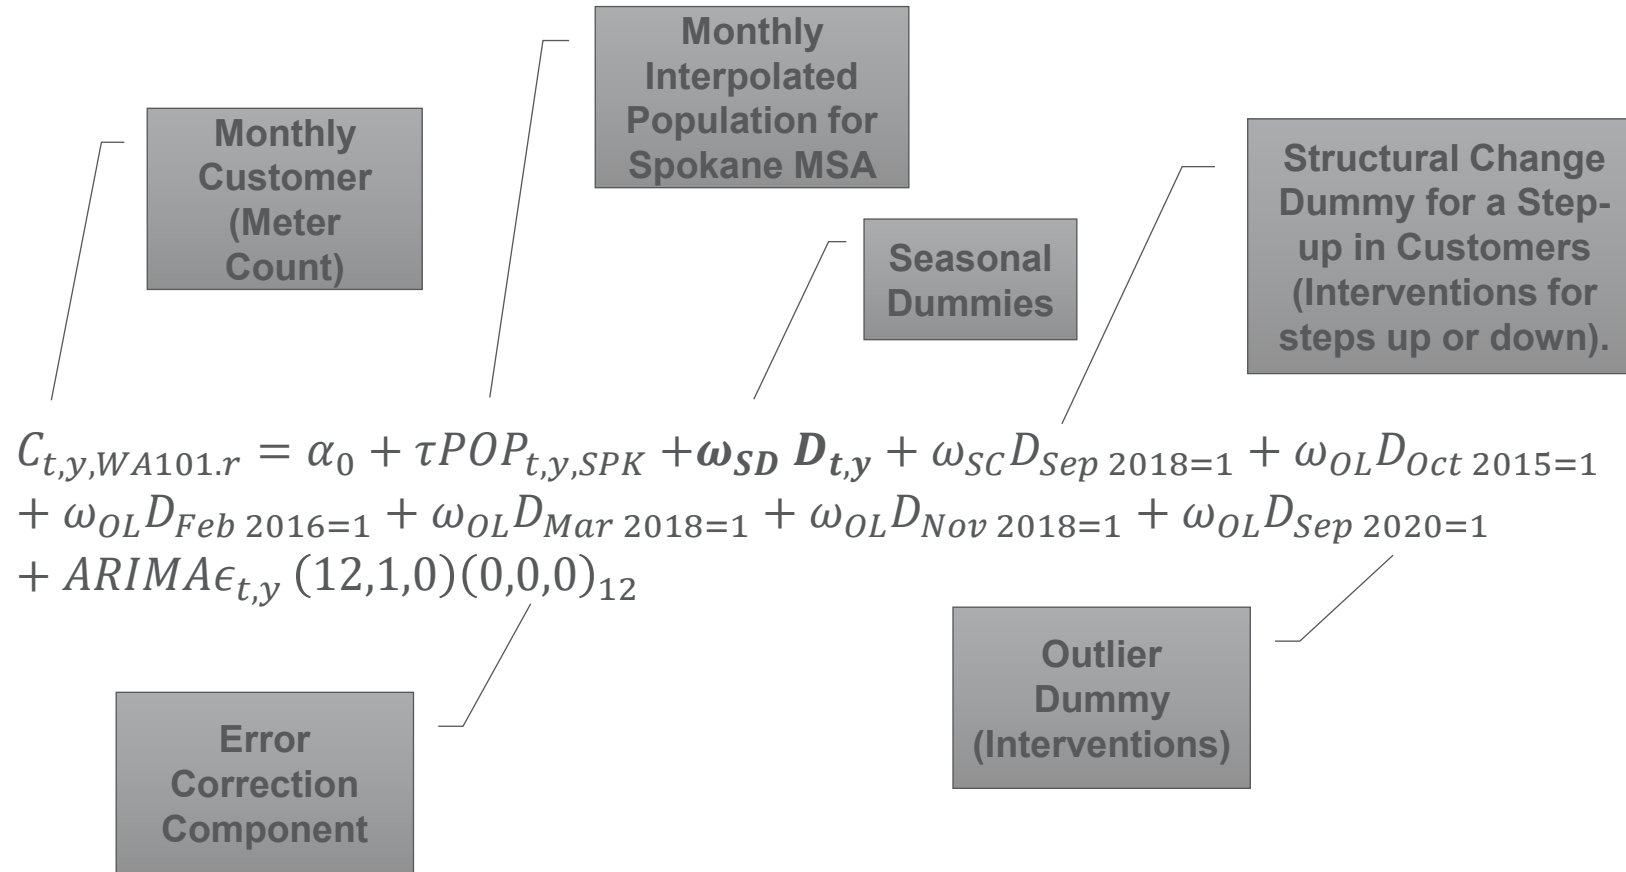 Monthly
Interpolated
Population for
Spokane MSA
Monthly
Customer
(Meter
Count)
Structural Change
Dummy for a Step-
up in Customers
(Interventions for
steps up or down).
Seasonal
Dummies
C_{t,y,WA101.r} = α_0 + τPOP_{t,y,SPK} + ω_{SD} D_{t,y} + ω_{SC}D_{Sep 2018=1} + ω_{OL}D_{Oct 2015=1}
+ ω_{OL}D_{Feb 2016=1} + ω_{OL}D_{Mar 2018=1} + ω_{OL}D_{Nov 2018=1} + ω_{OL}D_{Sep 2020=1}
+ ARIMAϵ_{t,y} (12,1,0)(0,0,0)_{12}
Outlier
Dummy
(Interventions)
Error
Correction
Component